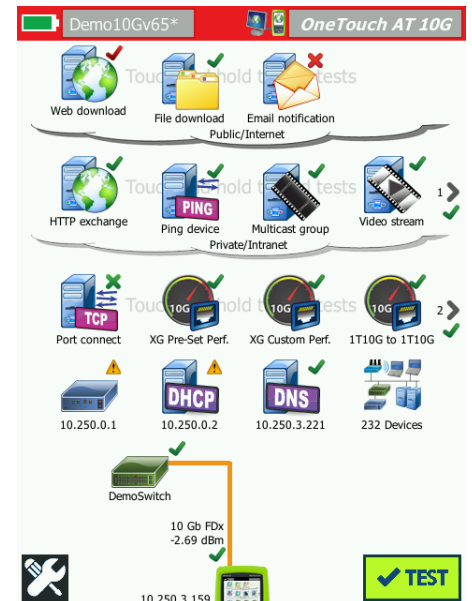 Demo10Gv65*
OneTouch AT 10G
Web download
File download
Email notification
Public/Internet
HTTP exchange
PING
Ping device
Multicast group
Video stream
1
Private/Intranet
TCP
Port connect
10G
XG Pre-Set Perf.
10G
XG Custom Perf.
10G
1T10G to 1T10G
2
10.250.0.1
DHCP
10.250.0.2
DNS
10.250.3.221
232 Devices
DemoSwitch
10 Gb FDx
-2.69 dBm
10.250.3.159
TEST